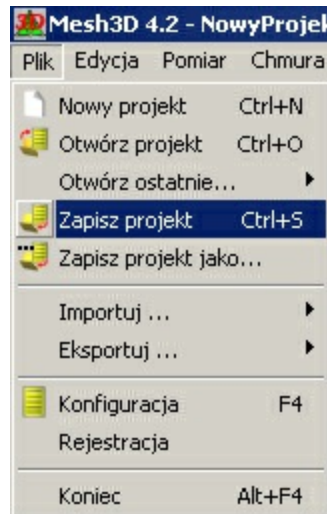 Mesh3D 4.2 - NowyProjek
Plik Edycja Pomiar Chmura
Nowy projekt Ctrl+N
Otwórz projekt Ctrl+O
Otwórz ostatnie...
Zapisz projekt Ctrl+S
Zapisz projekt jako...
Importuj ...
Eksportuj ...
Konfiguracja F4
Rejestracja
Koniec Alt+F4